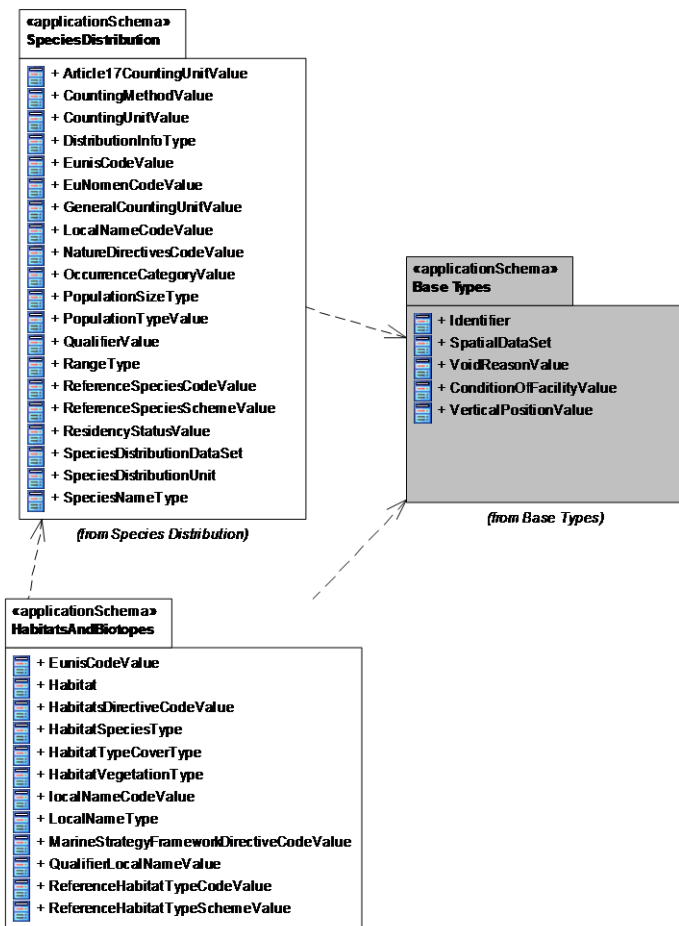 «applicationSchema»
SpeciesDistribution
+ Article17CountingUnitValue
+ CountingMethodValue
+ CountingUnitValue
+ DistributionInfoType
+ EunisCodeValue
+ EuNomenCodeValue
+ GeneralCountingUnitValue
+ LocalNameCodeValue
+ NatureDirectivesCodeValue
+ OccurrenceCategoryValue
+ PopulationSizeType
+ PopulationTypeValue
+ QualifierValue
+ RangeType
+ ReferenceSpeciesCodeValue
+ ReferenceSpeciesSchemeValue
+ ResidencyStatusValue
+ SpeciesDistributionDataSet
+ SpeciesDistributionUnit
+ SpeciesNameType
(from Species Distribution)
«applicationSchema»
Base Types
+ Identifier
+ SpatialDataSet
+ VoidReasonValue
+ ConditionOfFacilityValue
+ VerticalPositionValue
(from Base Types)
«applicationSchema»
HabitatsAndBiotopes
+ EunisCodeValue
+ Habitat
+ HabitatsDirectiveCodeValue
+ HabitatSpeciesType
+ HabitatTypeCoverType
+ HabitatVegetationType
+ localNameCodeValue
+ LocalNameType
+ MarineStrategyFrameworkDirectiveCodeValue
+ QualifierLocalNameValue
+ ReferenceHabitatTypeCodeValue
+ ReferenceHabitatTypeSchemeValue